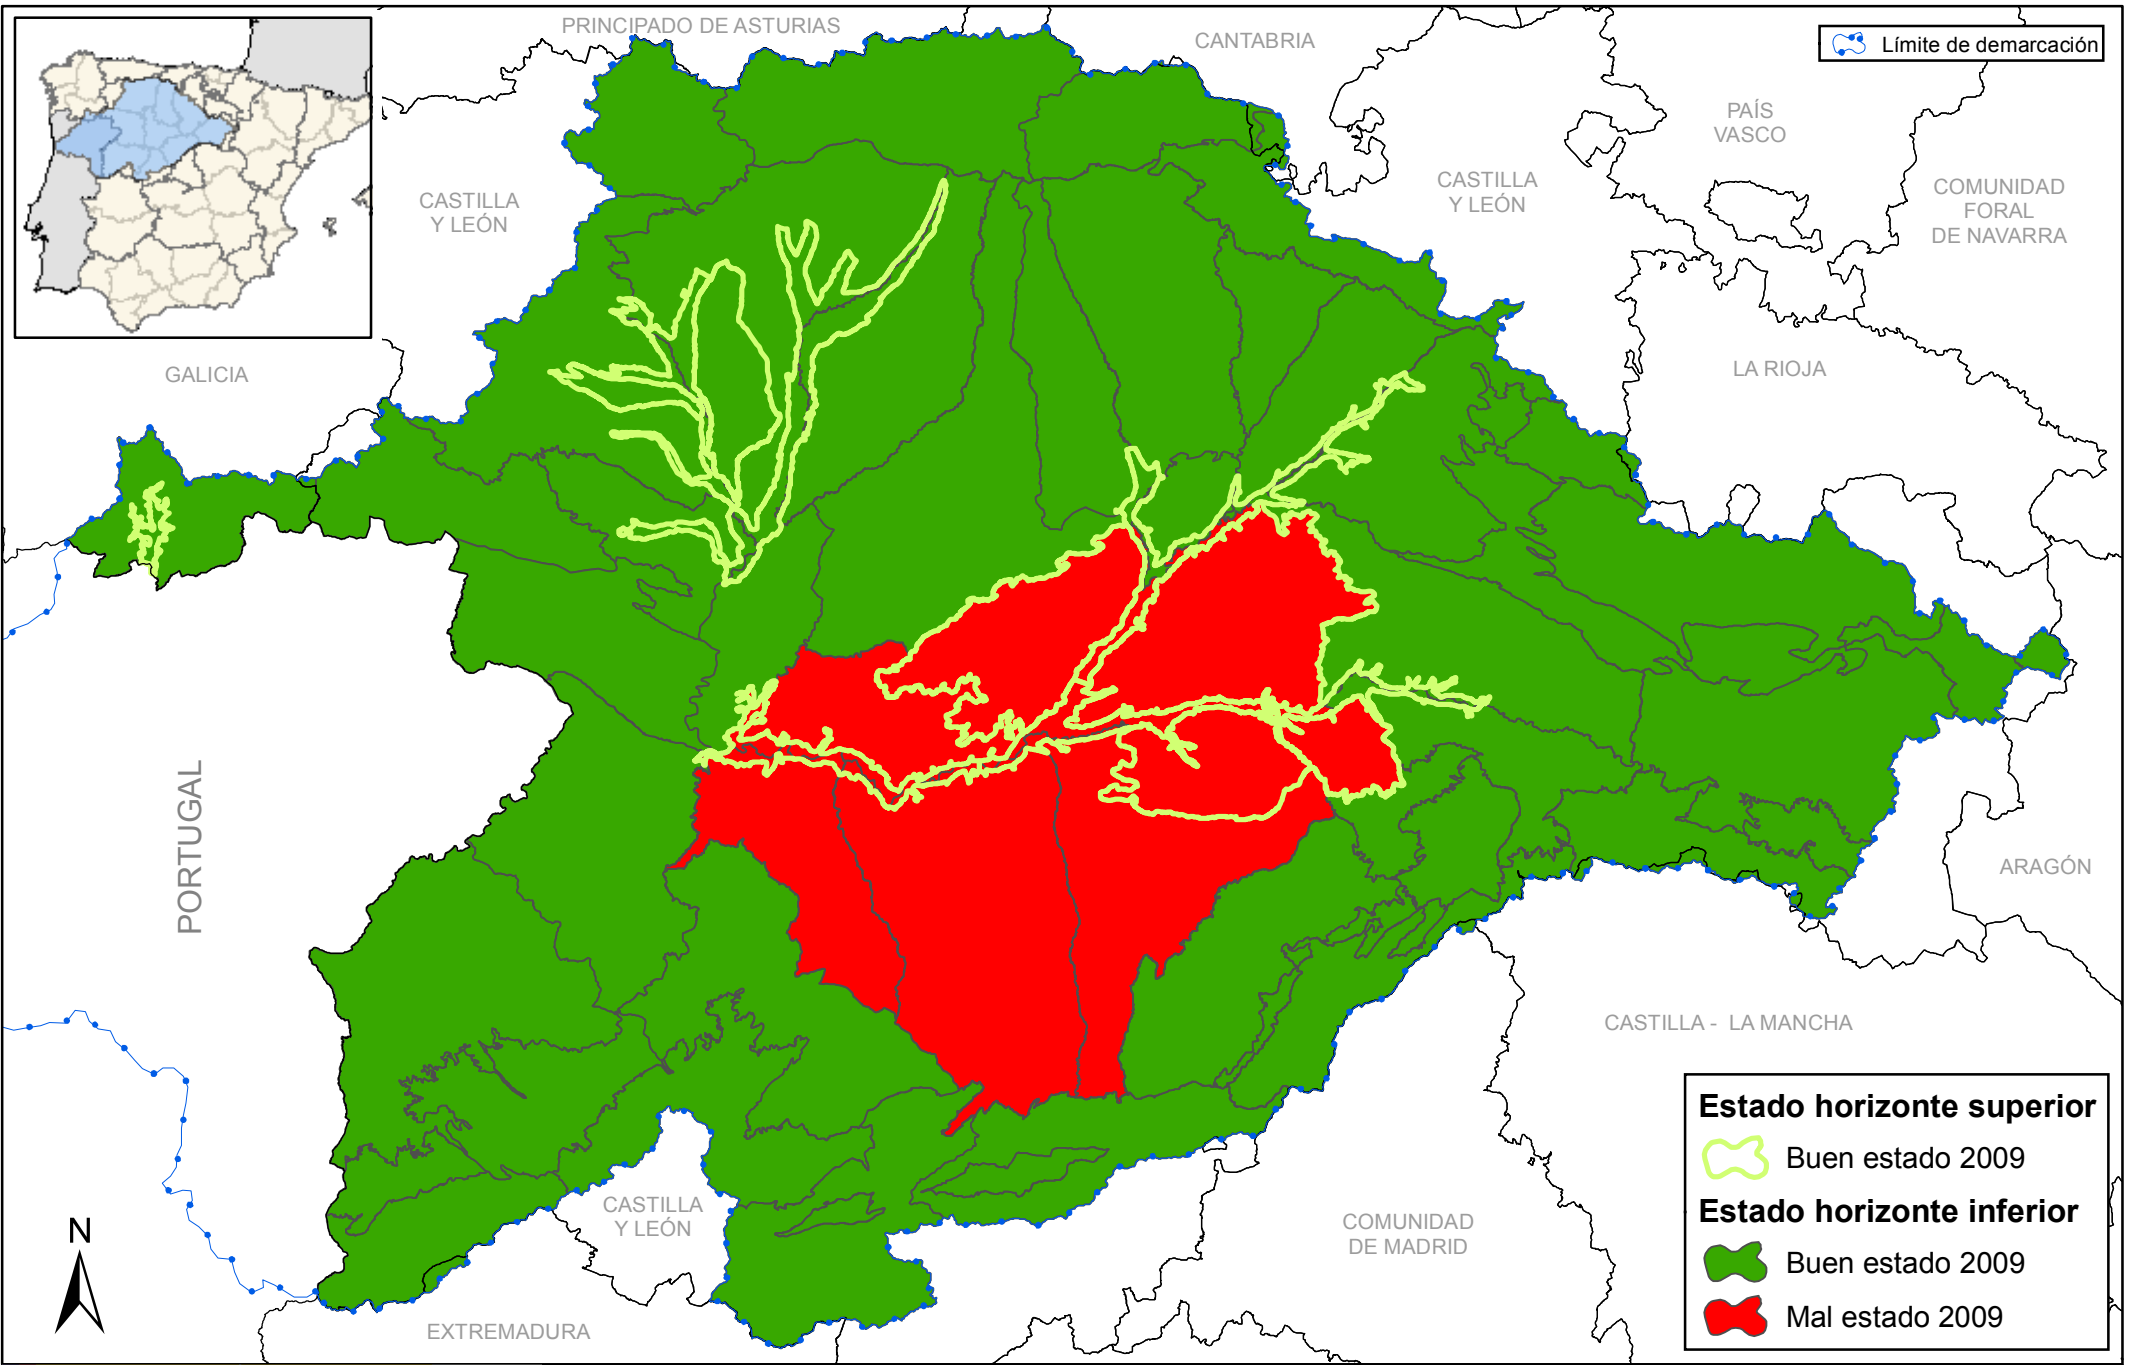 PRINCIPADO DE ASTURIAS
CANTABRIA
Límite de demarcación
PAÍS
VASCO
CASTILLA
Y LEÓN
CASTILLA
Y LEÓN
COMUNIDAD
FORAL
DE NAVARRA
GALICIA
LA RIOJA
PORTUGAL
ARAGÓN
CASTILLA - LA MANCHA
CASTILLA
Y LEÓN
COMUNIDAD
DE MADRID
EXTREMADURA
N
Estado horizonte superior
Buen estado 2009
Estado horizonte inferior
Buen estado 2009
Mal estado 2009